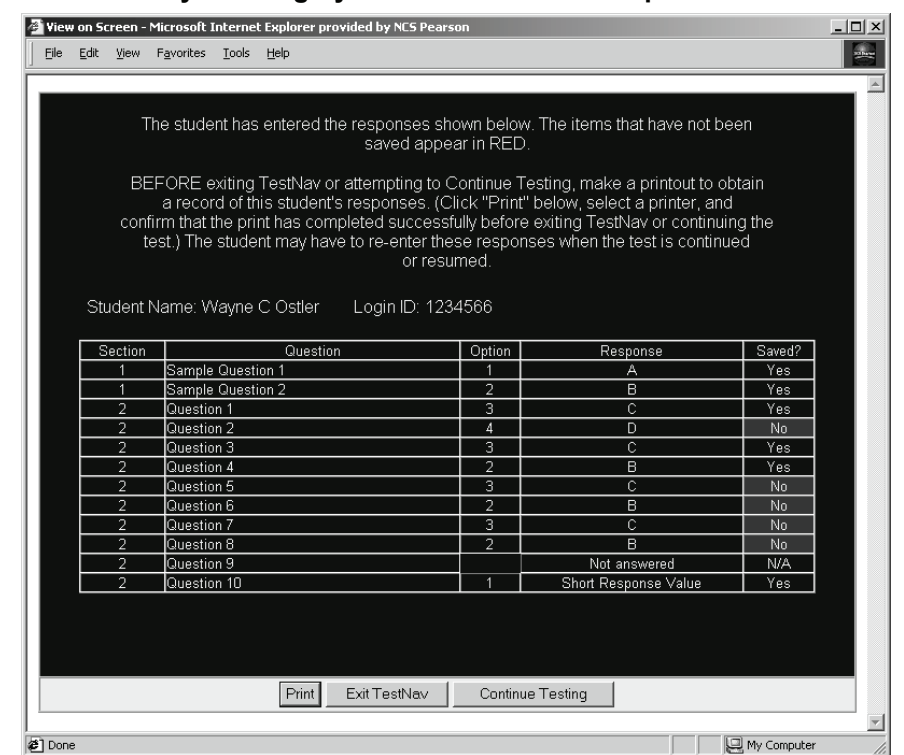 View on Screen - Microsoft Internet Explorer provided by NCS Pearson
File Edit View Favorites Tools Help
The student has entered the responses shown below. The items that have not been
saved appear in RED.
BEFORE exiting TestNav or attempting to Continue Testing, make a printout to obtain
a record of this student's responses. (Click "Print" below, select a printer, and
confirm that the print has completed successfully before exiting TestNav or continuing the
test.) The student may have to re-enter these responses when the test is continued
or resumed.
Student Name: Wayne C Ostler Login ID: 1234566
Section Question Option Response Saved?
1 Sample Question 1 1 A Yes
1 Sample Question 2 2 B Yes
2 Question 1 3 C Yes
2 Question 2 4 D No
2 Question 3 3 C Yes
2 Question 4 2 B Yes
2 Question 5 3 C No
2 Question 6 2 B No
2 Question 7 3 C No
2 Question 8 2 B No
2 Question 9 Not answered N/A
2 Question 10 1 Short Response Value Yes
Print Exit TestNav Continue Testing
Done My Computer